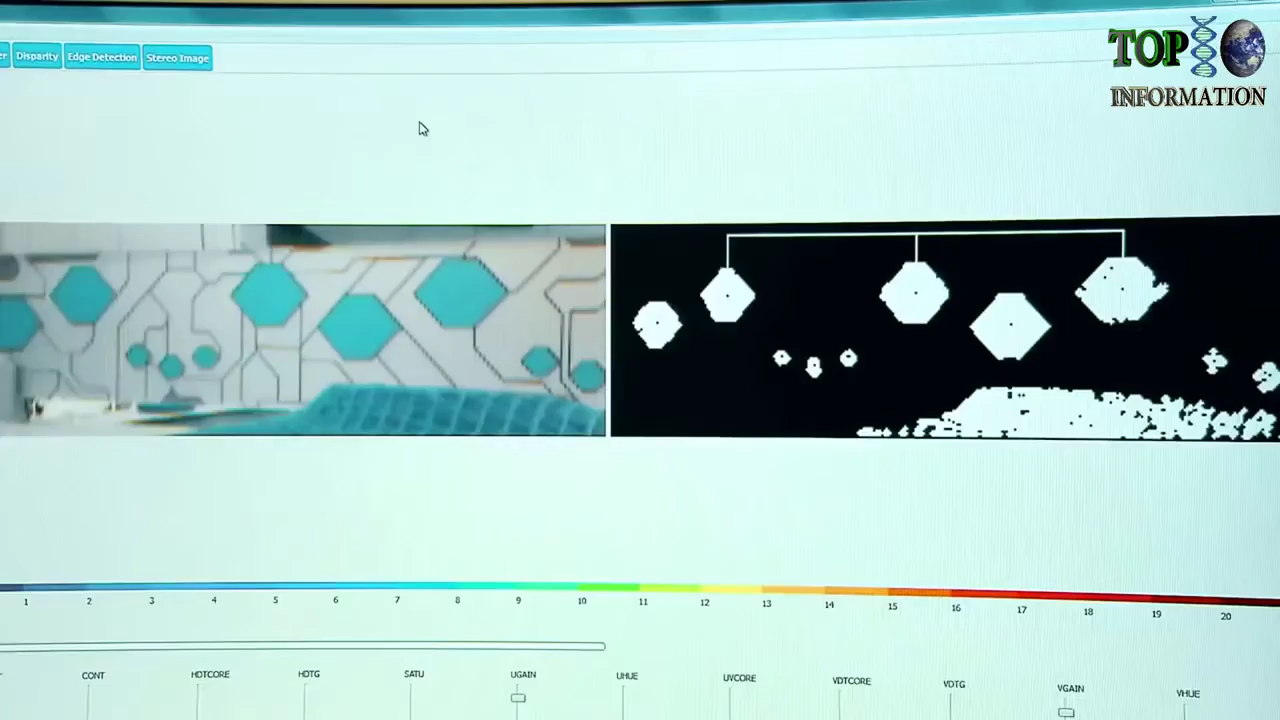 er Disparity Edge Detection Stereo Image
TOP
INFORMATION
1 2 3 4 5 6 7 8 9 10 11 12 13 14 15 16 17 18 19 20
CONT HDTCORE HDTG SATU UGAIN UHUE UVCORE VDTCORE VDTG VGAIN VHUE